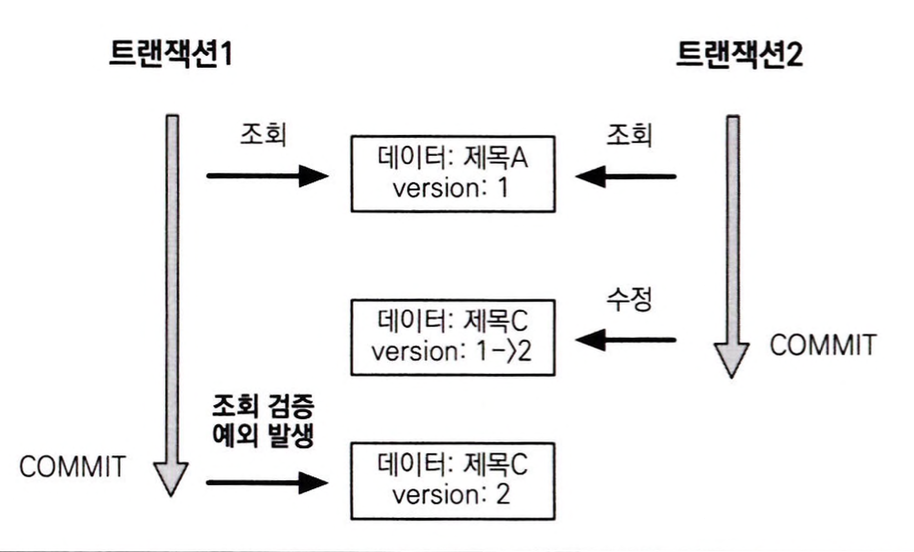 트랜잭션1
트랜잭션2
조회
조회
데이터: 제목A
version: 1
수정
데이터: 제목C
version: 1->2
COMMIT
조회 검증
예외 발생
COMMIT
데이터: 제목C
version: 2